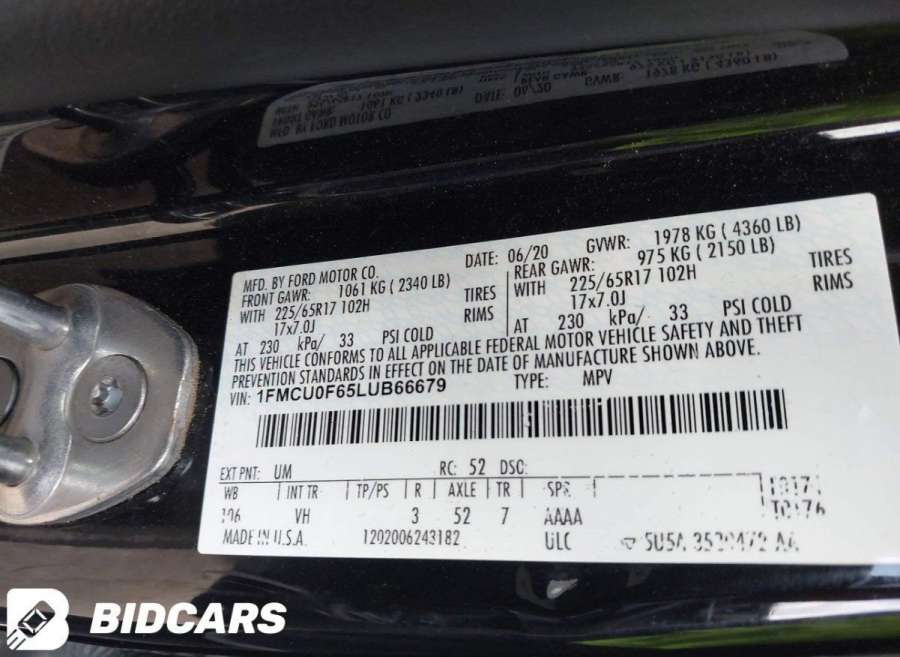 MFD. BY FORD MOTOR CO.
DATE: 06/20 GVWR: 1978 KG ( 4360 LB)
FRONT GAWR: 1061 KG ( 2340 LB)
REAR GAWR: 975 KG ( 2150 LB)
WITH 225/65R17 102H TIRES
WITH 225/65R17 102H TIRES
17x7.0J RIMS
17x7.0J RIMS
AT 230 kPa/ 33 PSI COLD
AT 230 kPa/ 33 PSI COLD
THIS VEHICLE CONFORMS TO ALL APPLICABLE FEDERAL MOTOR VEHICLE SAFETY AND THEFT
PREVENTION STANDARDS IN EFFECT ON THE DATE OF MANUFACTURE SHOWN ABOVE.
VIN: 1FMCU0F65LUB66679 TYPE: MPV
EXT PNT: UM RC: 52 DSO:
WB INT TR TP/PS R AXLE TR SPR
106 VH 3 52 7 AAAA
MADE IN U.S.A. 1202006243182 ULC
BIDCARS